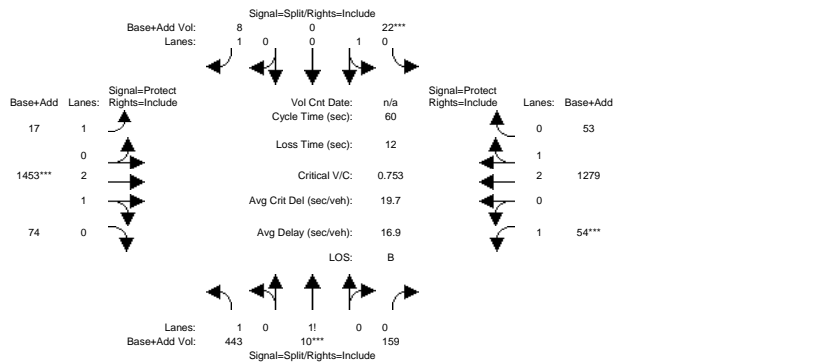 Signal=Split/Rights=Include
Base+Add Vol: 8 0 22***
Lanes: 1 0 0 1 0
Signal=Protect Signal=Protect
Base+Add Lanes: Rights=Include Vol Cnt Date: n/a Rights=Include Lanes: Base+Add
Cycle Time (sec): 60
17 1 0 53
Loss Time (sec): 12
0 1
1453*** 2 Critical V/C: 0.753 2 1279
1 Avg Crit Del (sec/veh): 19.7 0
74 0 Avg Delay (sec/veh): 16.9 1 54***
LOS: B
Lanes: 1 0 1! 0 0
Base+Add Vol: 443 10*** 159
Signal=Split/Rights=Include